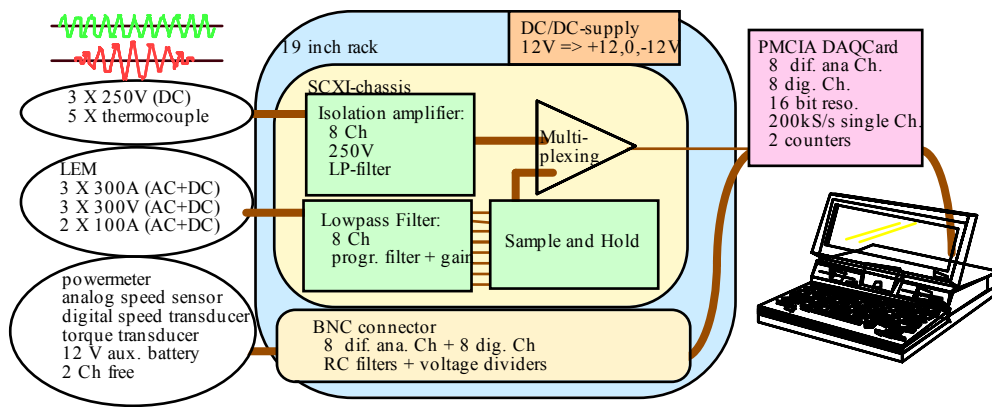 DC/DC-supply
12V => +12,0,-12V
19 inch rack
PMCIA DAQCard
8 dif. ana Ch.
8 dig. Ch.
16 bit reso.
200kS/s single Ch.
2 counters
SCXI-chassis
3 X 250V (DC)
5 X thermocouple
Isolation amplifier:
8 Ch
250V
LP-filter
Multi-
plexing
LEM
3 X 300A (AC+DC)
3 X 300V (AC+DC)
2 X 100A (AC+DC)
Lowpass Filter:
8 Ch
progr. filter + gain
Sample and Hold
powermeter
analog speed sensor
digital speed transducer
torque transducer
12 V aux. battery
2 Ch free
BNC connector
8 dif. ana. Ch + 8 dig. Ch
RC filters + voltage dividers